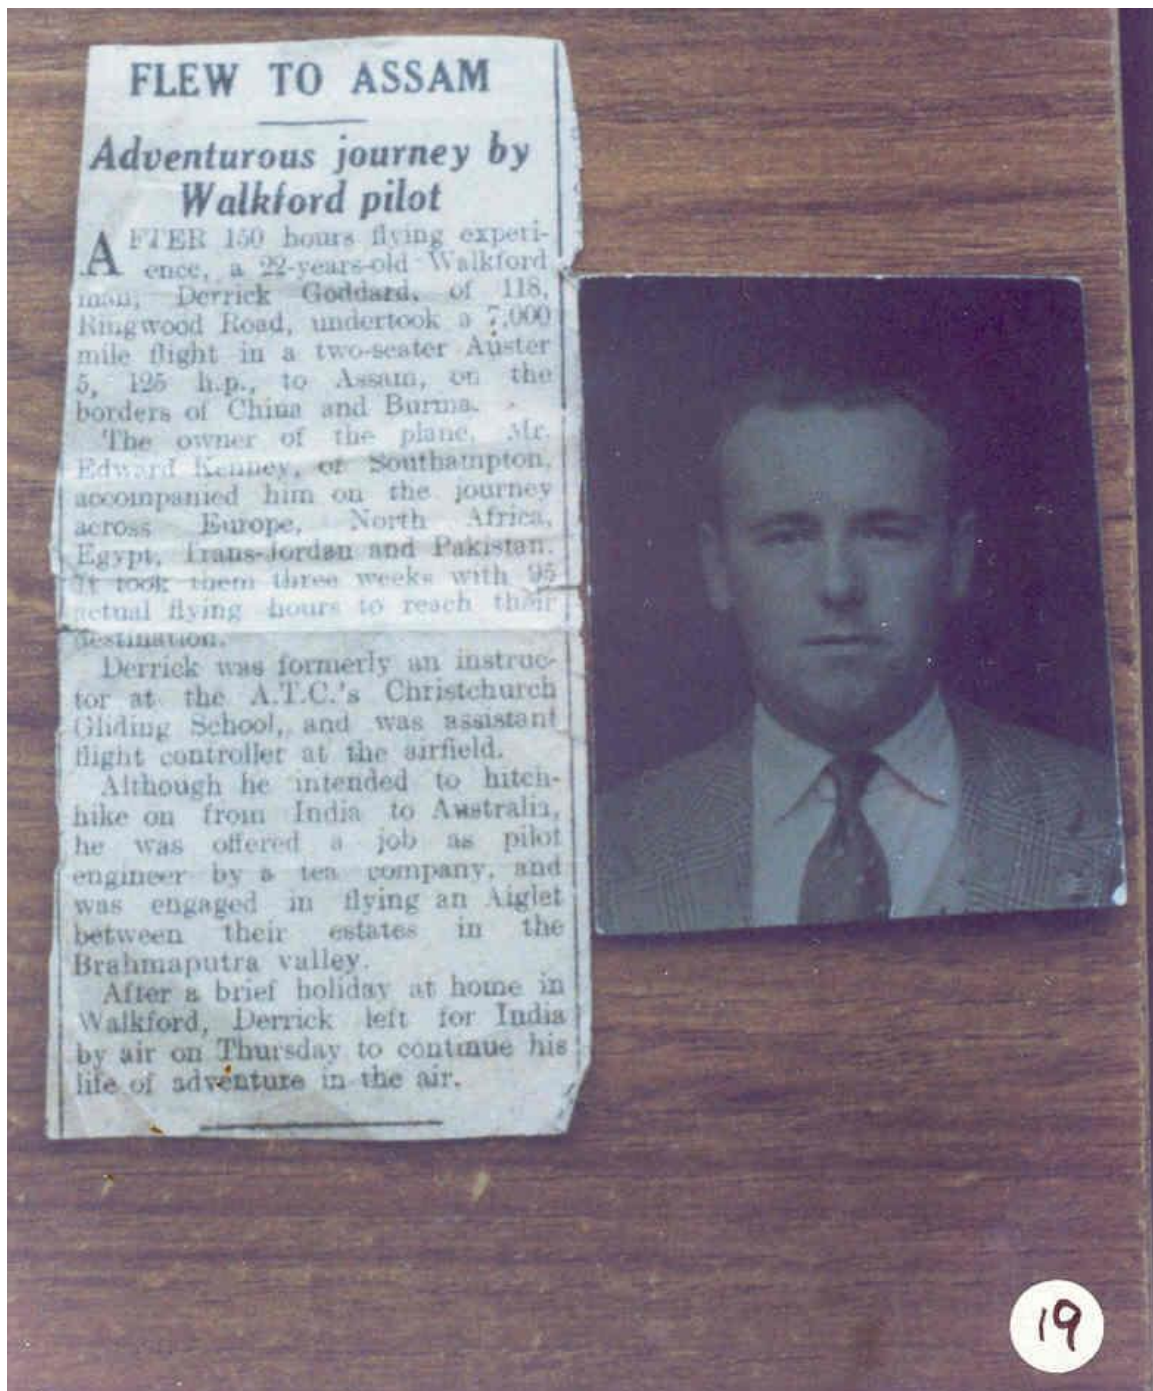 FLEW TO ASSAM
Adventurous journey by
Walkford pilot
AFTER 150 hours flying experi-
ence, a 22-years-old Walkford
man, Derrick Goddard, of 118,
Ringwood Road, undertook a 7,000
mile flight in a two-seater Auster
5, 125 h.p., to Assam, on the
borders of China and Burma.
The owner of the plane, Mr.
Edward Kenney, of Southampton,
accompanied him on the journey
across Europe, North Africa,
Egypt, Trans-Jordan and Pakistan.
It took them three weeks with 95
actual flying hours to reach their
destination.
Derrick was formerly an instruc-
tor at the A.T.C.'s Christchurch
Gliding School, and was assistant
flight controller at the airfield.
Although he intended to hitch-
hike on from India to Australia,
he was offered a job as pilot
engineer by a tea company, and
was engaged in flying an Aiglet
between their estates in the
Brahmaputra valley.
After a brief holiday at home in
Walkford, Derrick left for India
by air on Thursday to continue his
life of adventure in the air.
19